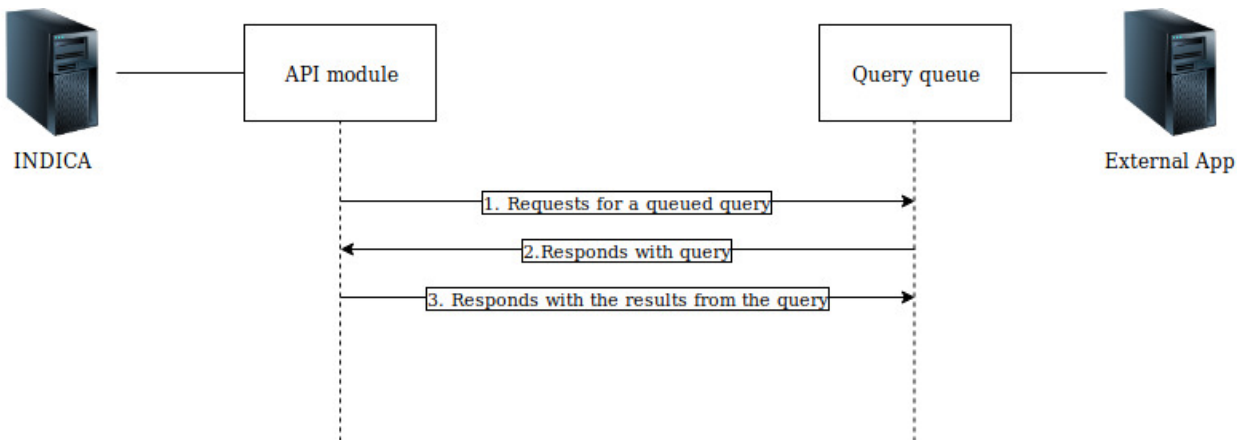 API module
Query queue
INDICA
External App
1. Requests for a queued query
2.Responds with query
3. Responds with the results from the query